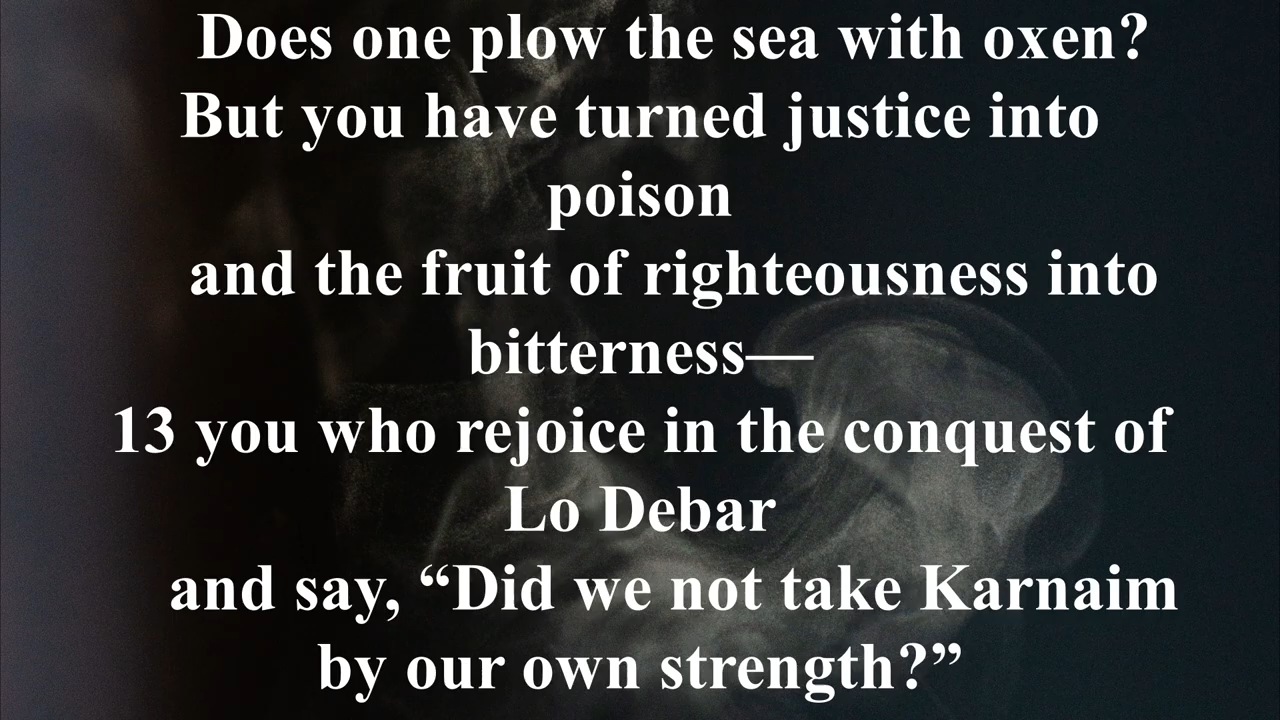 Does one plow the sea with oxen?
But you have turned justice into
poison
and the fruit of righteousness into
bitterness—
13 you who rejoice in the conquest of
Lo Debar
and say, “Did we not take Karnaim
by our own strength?”